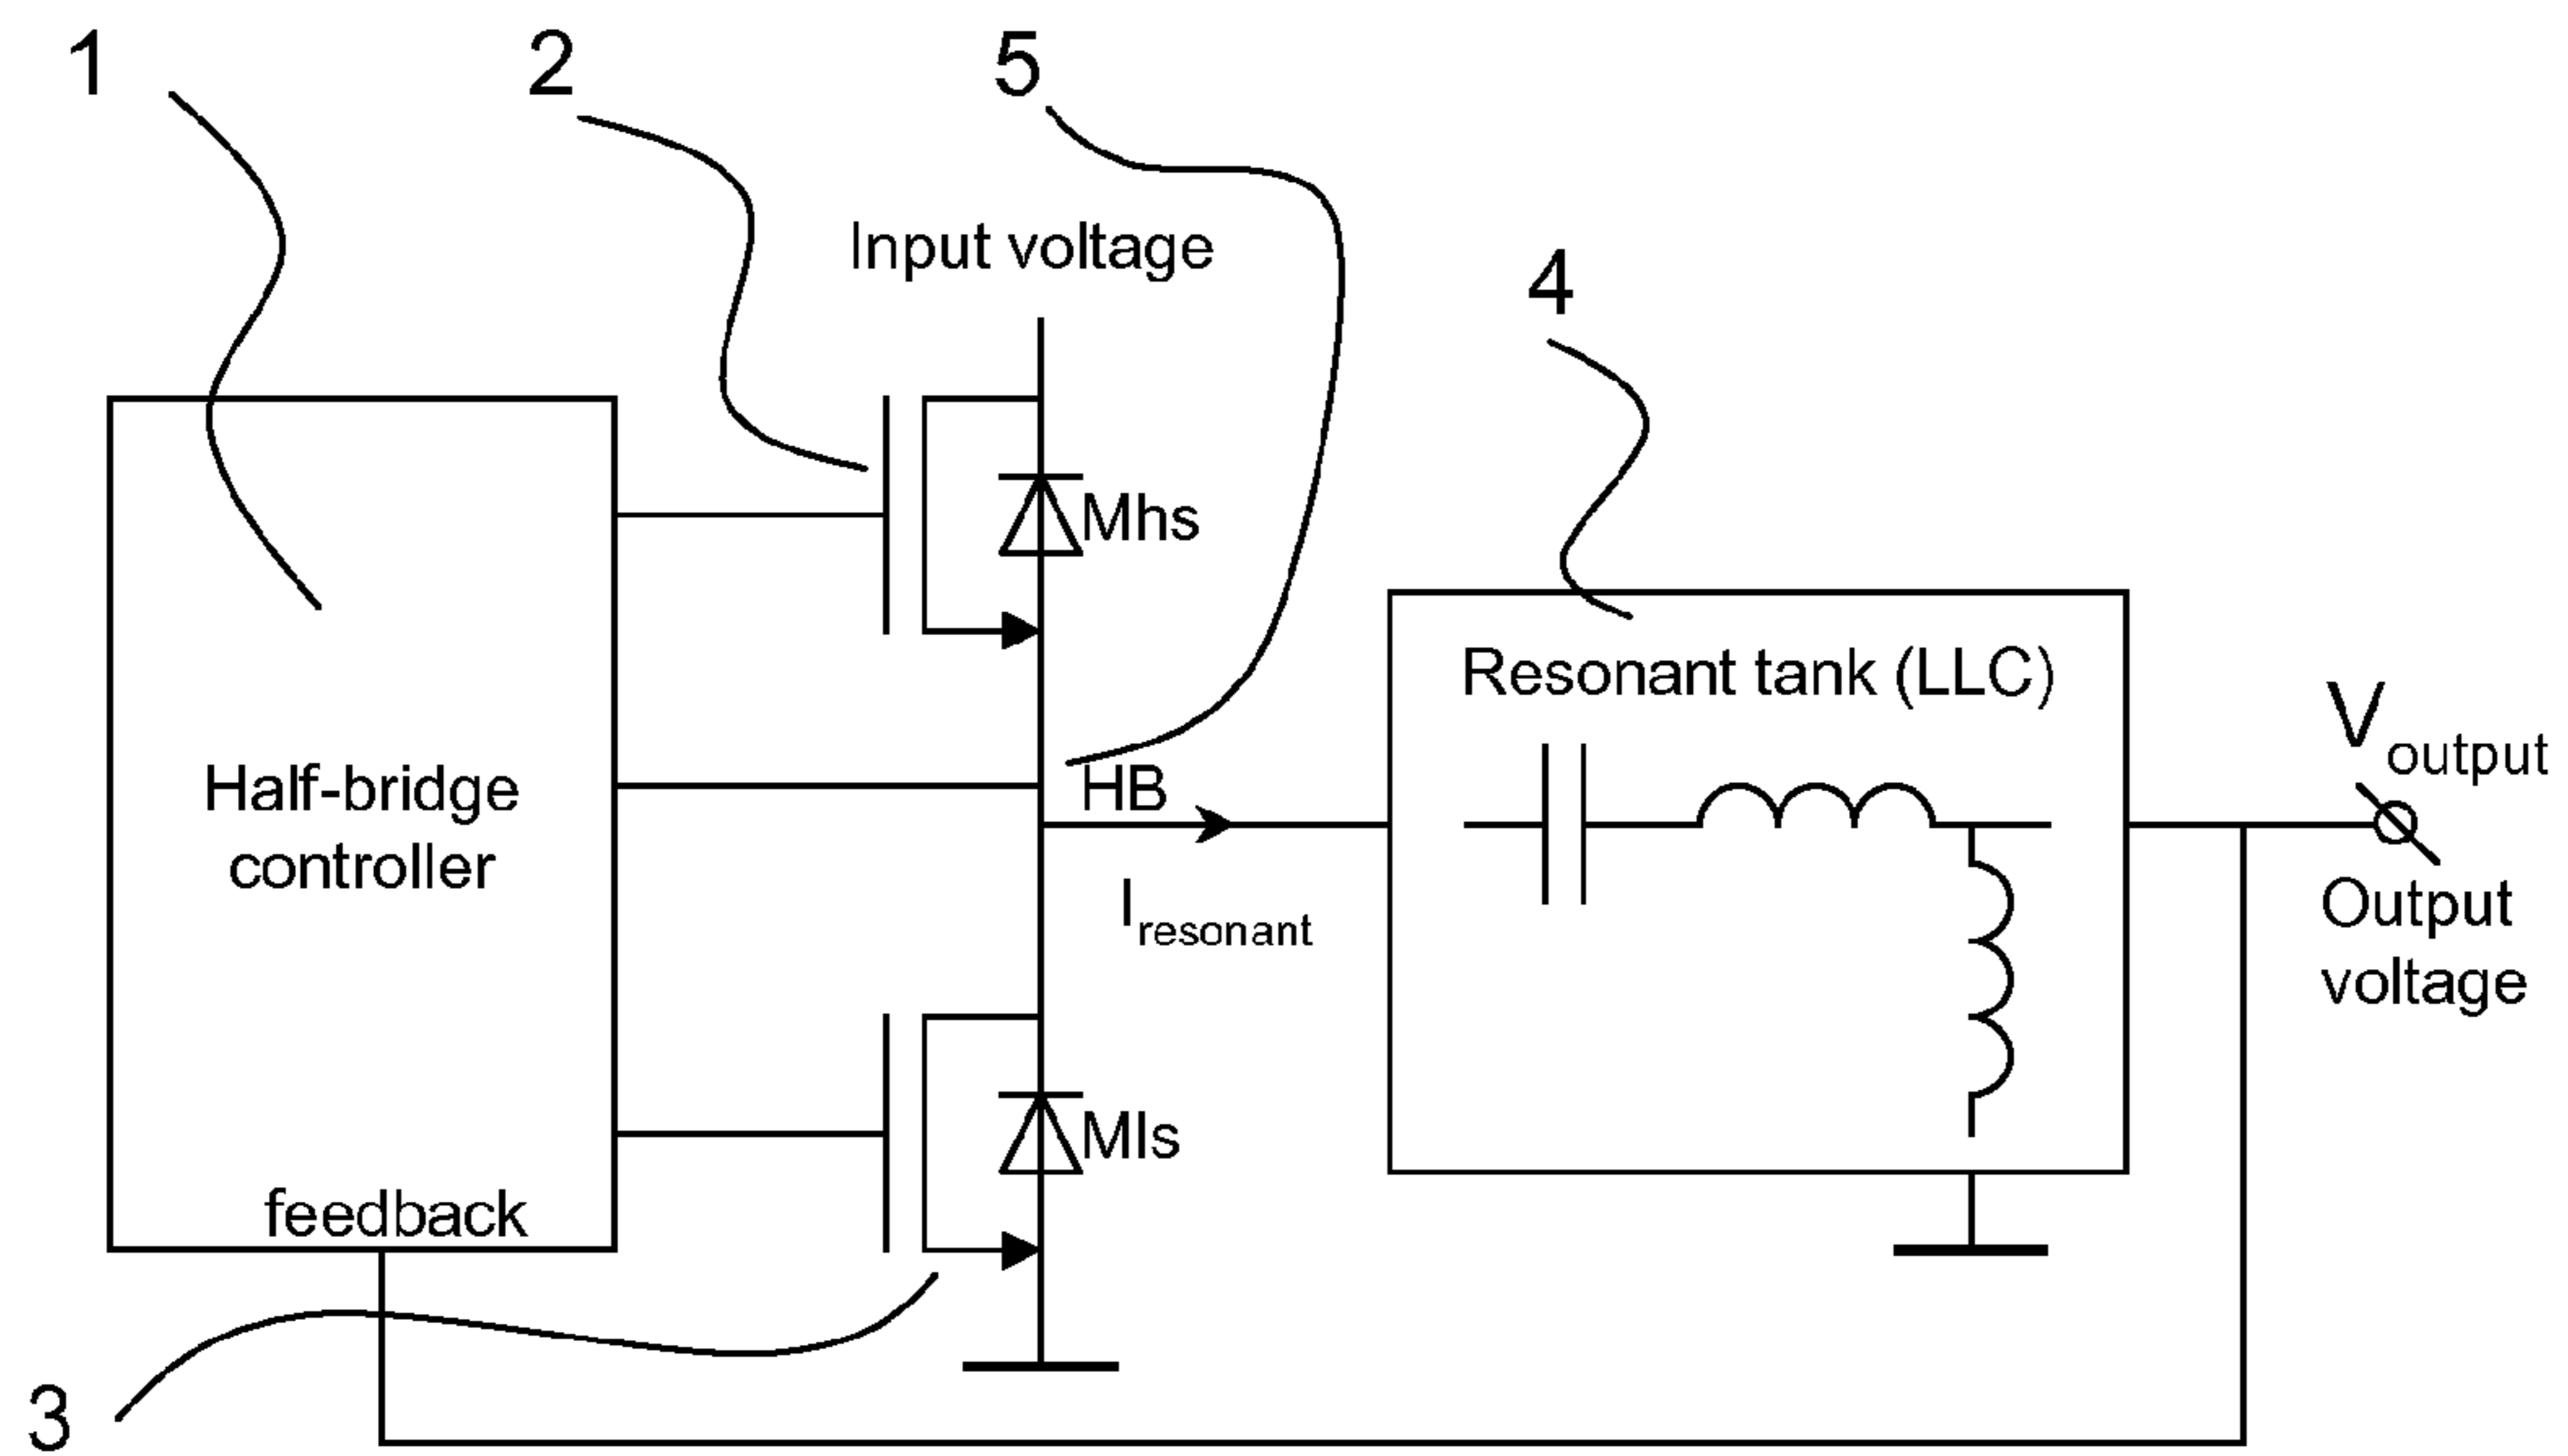 1
2
5
Input voltage
4
Mhs
Resonant tank (LLC)
Voutput
Half-bridge
controller
HB
Iresonant
Output
voltage
Mls
feedback
3